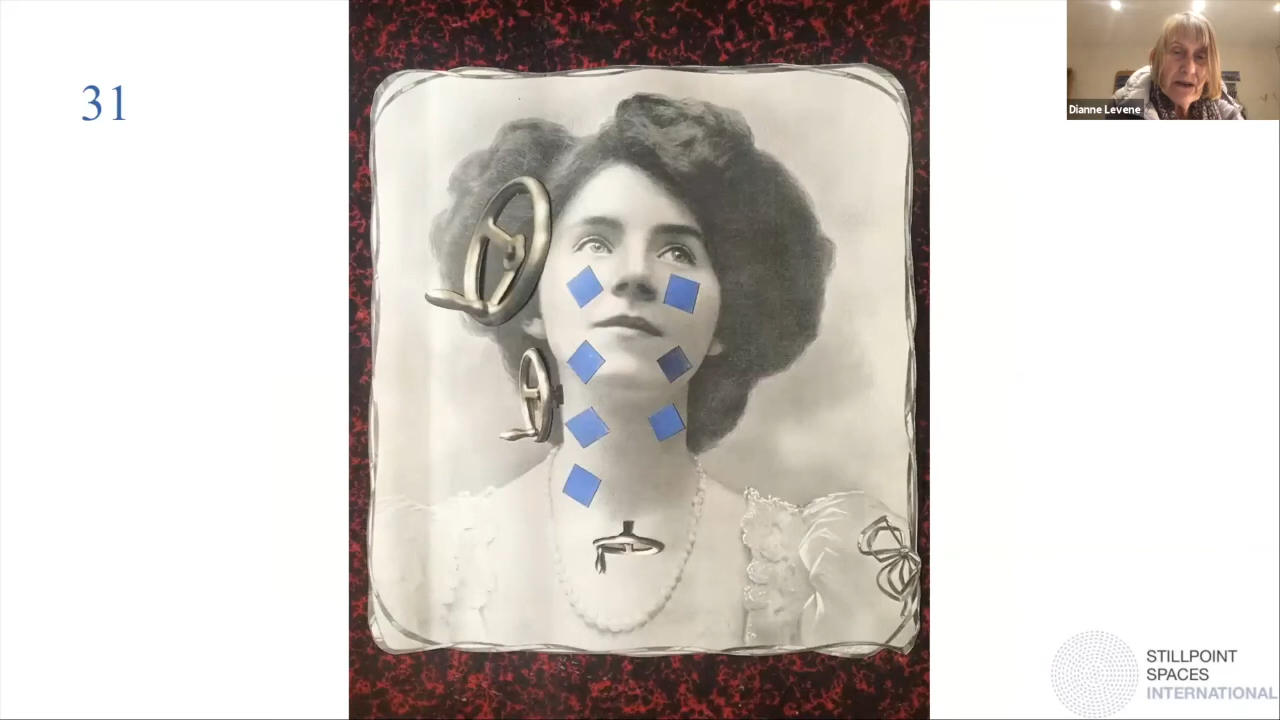 31
Dianne Levene
STILLPOINT
SPACES
INTERNATIONAL